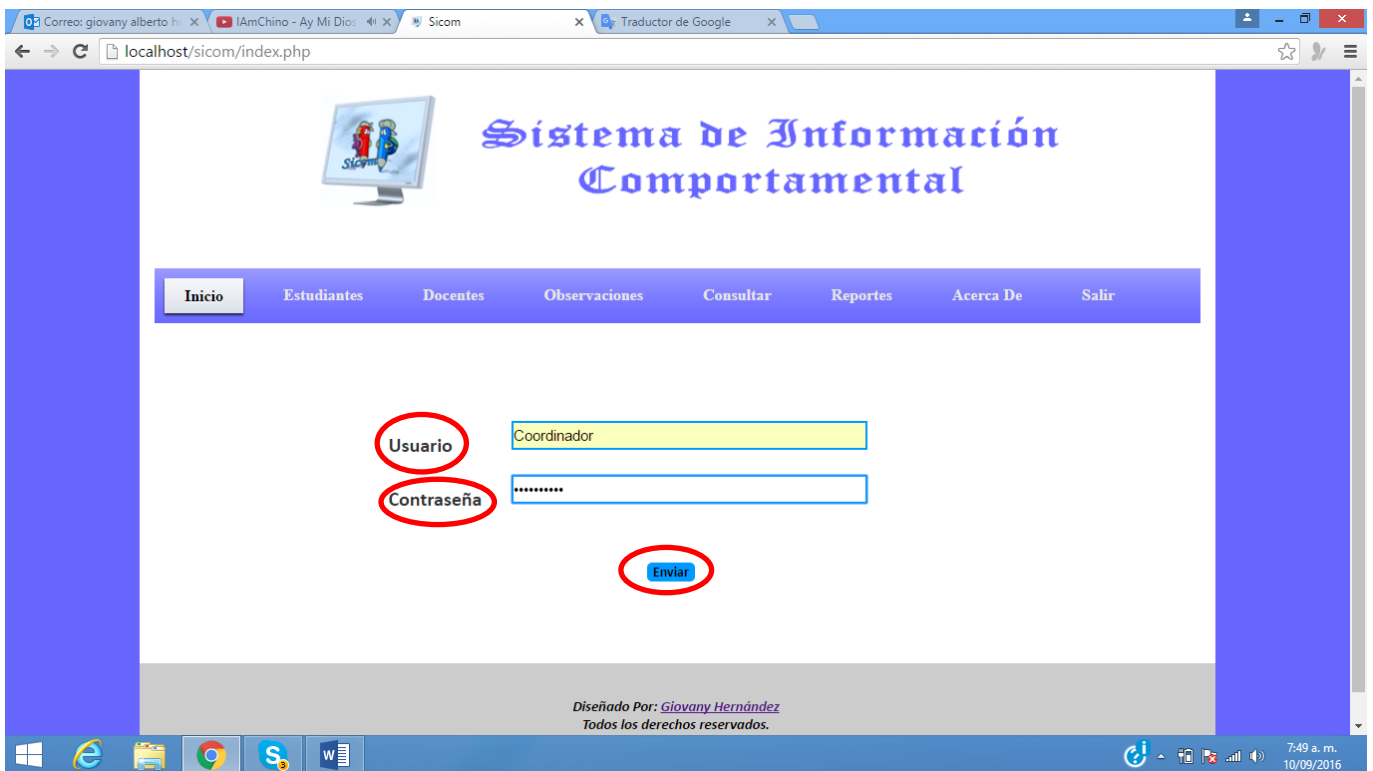 Correo: giovany alberto h
IAmChino - Ay Mi Dios
Sicom
Traductor de Google
localhost/sicom/index.php
Sicom
Sistema de Información
Comportamental
Inicio
Estudiantes
Docentes
Observaciones
Consultar
Reportes
Acerca De
Salir
Usuario
Coordinador
Contraseña
••••••••••
Enviar
Diseñado Por: Giovany Hernández
Todos los derechos reservados.
3
7:49 a. m.
10/09/2016